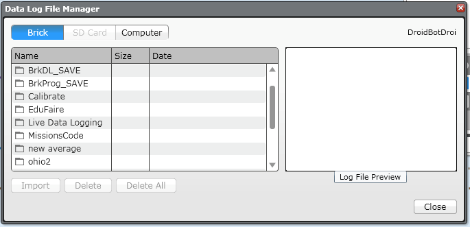 Data Log File Manager
Brick SD Card Computer DroidBotDroi
Name Size Date
BrkDL_SAVE
BrkProg_SAVE
Calibrate
EduFaire
Live Data Logging
MissionsCode
new average
ohio2
Log File Preview
Import Delete Delete All
Close